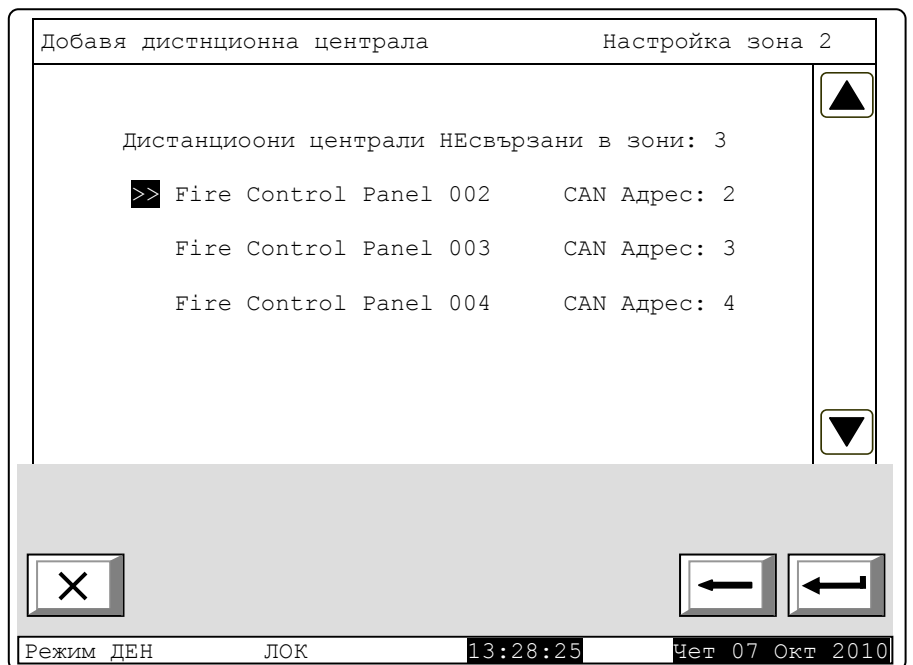 Добавя дистнционна централа Настройка зона 2
Дистанциоони централи НЕсвързани в зони: 3
>> Fire Control Panel 002 CAN Адрес: 2
Fire Control Panel 003 CAN Адрес: 3
Fire Control Panel 004 CAN Адрес: 4
Режим ДЕН ЛОК 13:28:25 Чет 07 Окт 2010